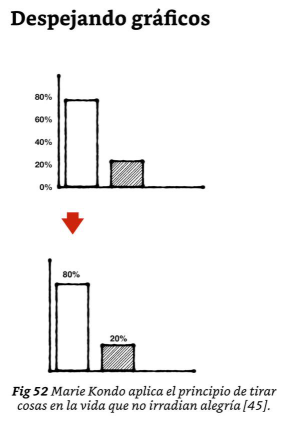 Despejando gráficos
80%
60%
40%
20%
0%
80%
20%
Fig 52 Marie Kondo aplica el principio de tirar
cosas en la vida que no irradian alegría [45].